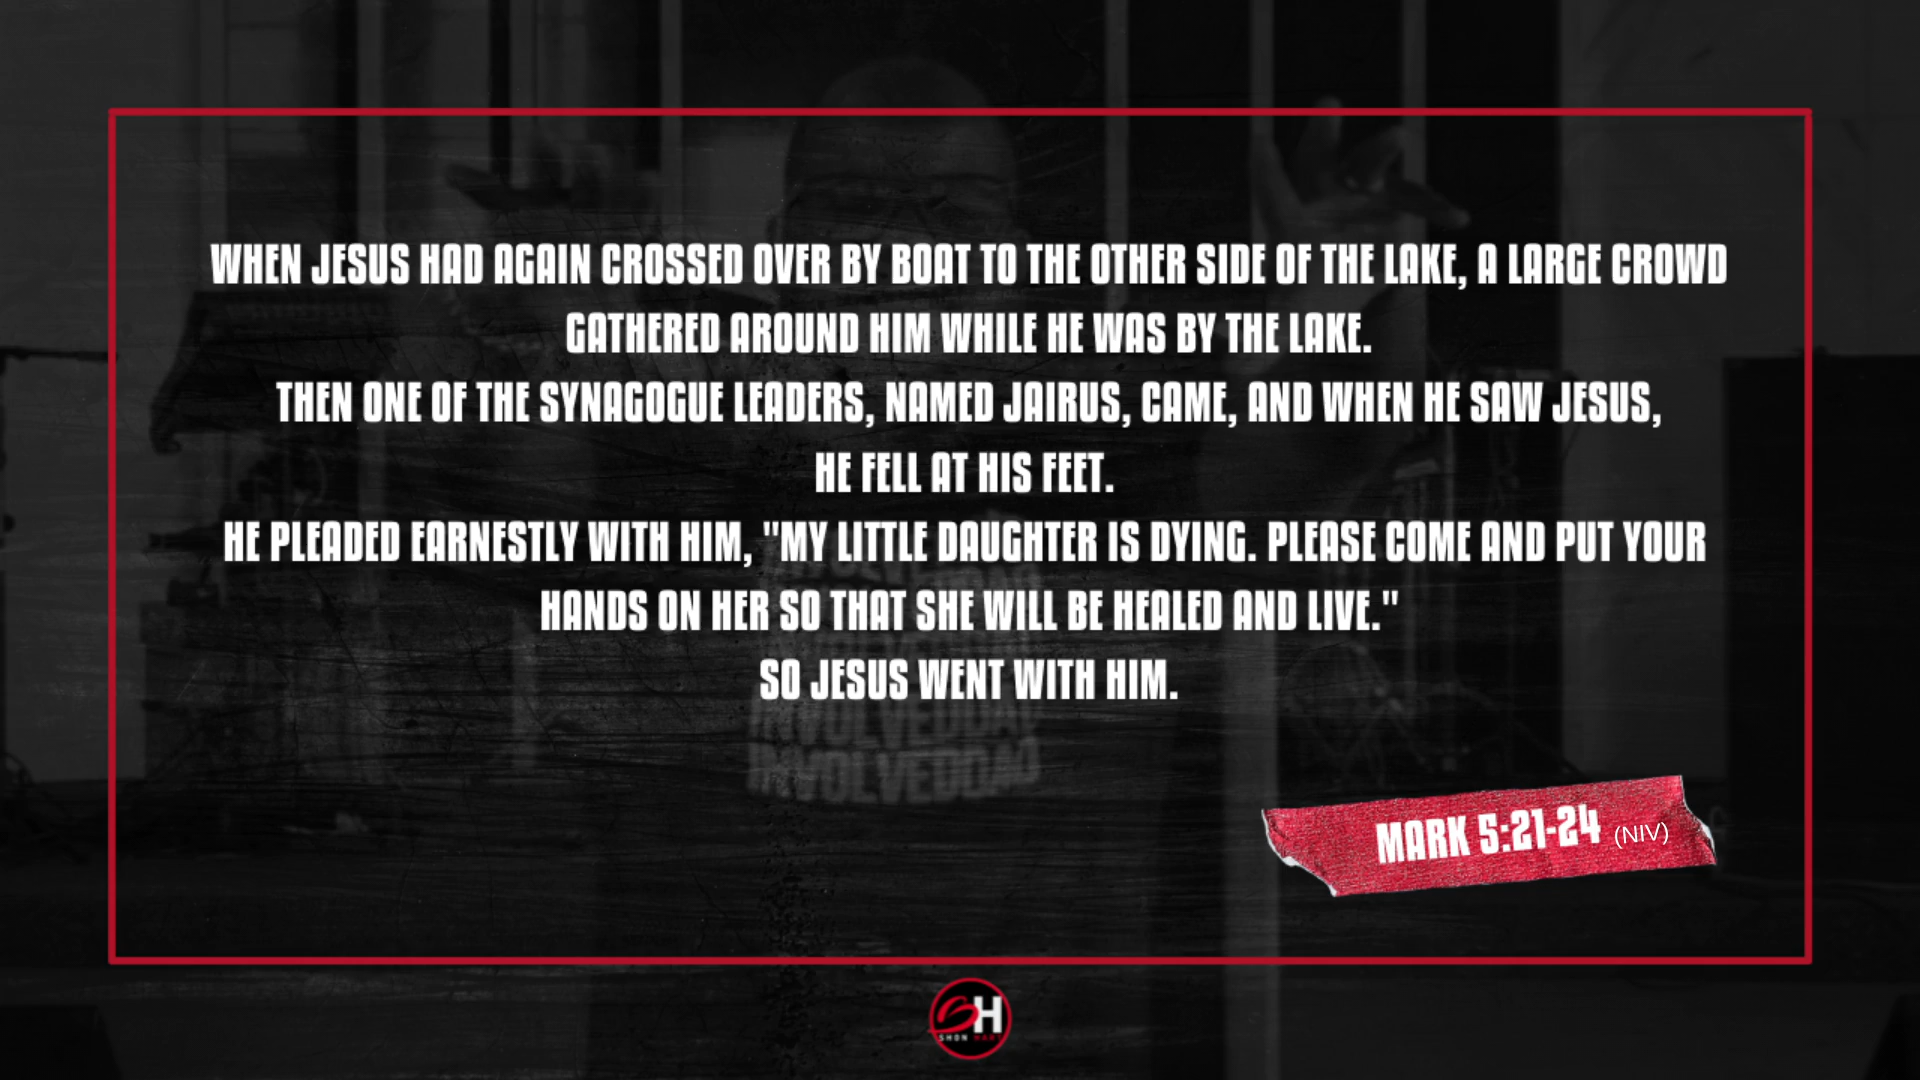 WHEN JESUS HAD AGAIN CROSSED OVER BY BOAT TO THE OTHER SIDE OF THE LAKE, A LARGE CROWD
GATHERED AROUND HIM WHILE HE WAS BY THE LAKE.
THEN ONE OF THE SYNAGOGUE LEADERS, NAMED JAIRUS, CAME, AND WHEN HE SAW JESUS,
HE FELL AT HIS FEET.
HE PLEADED EARNESTLY WITH HIM, "MY LITTLE DAUGHTER IS DYING. PLEASE COME AND PUT YOUR
HANDS ON HER SO THAT SHE WILL BE HEALED AND LIVE."
SO JESUS WENT WITH HIM.
INVOLVEDDAD
INVOLVEDDAD
MARK 5:21-24 (NIV)
SH
SHON HART